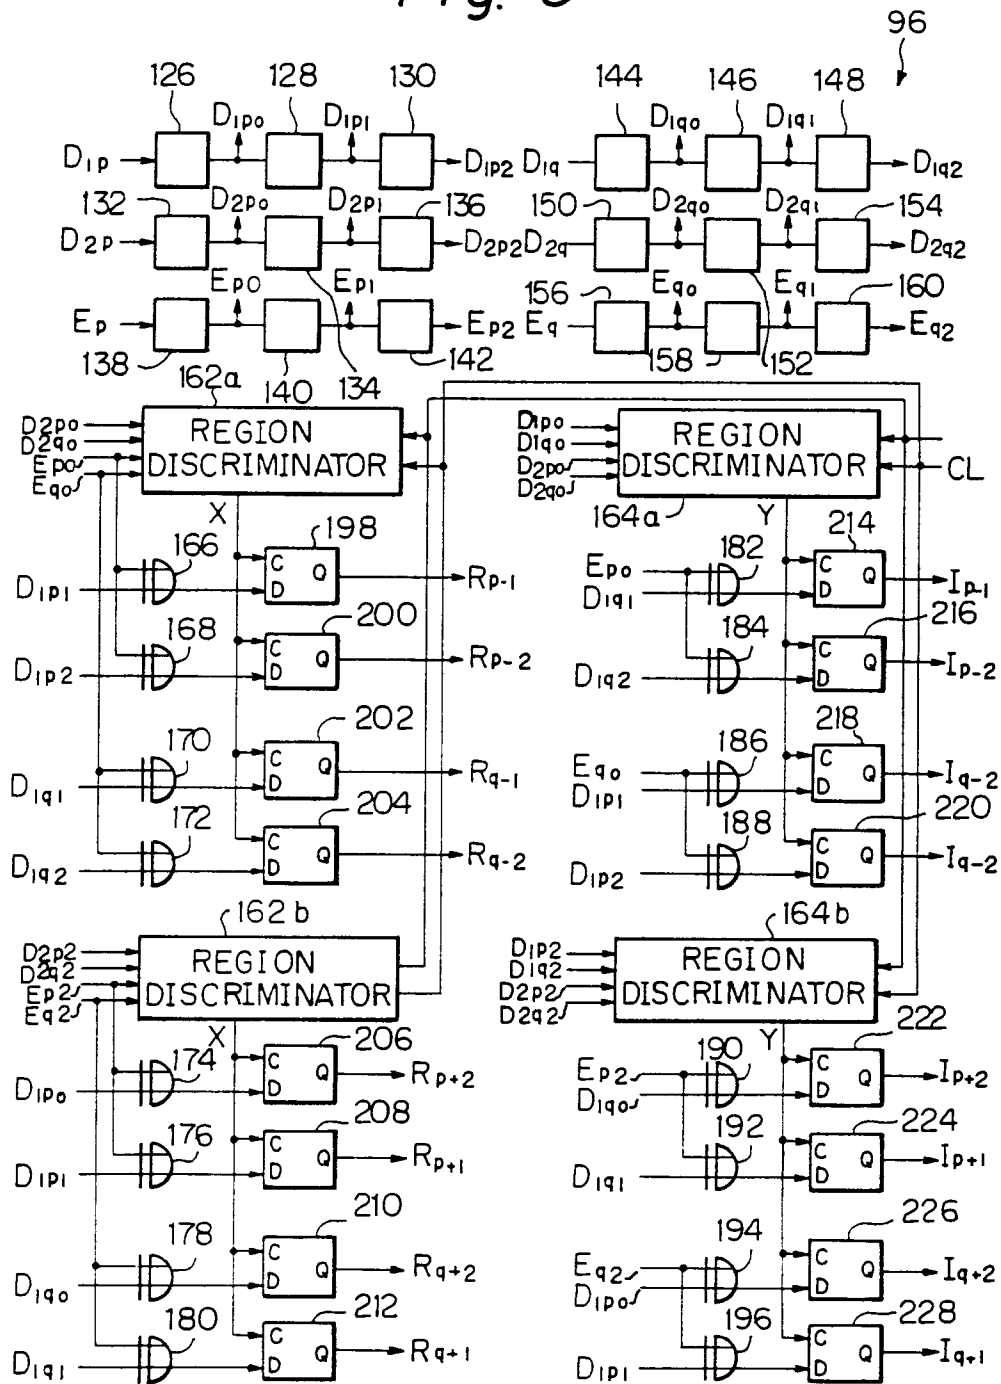 Fig. 
96
126 128 130 144 146 148
D1p0 D1p1 D1q0 D1q1
D1p D1p2 D1q D1q2
132 D2p0 D2p1 136 150 D2q0 D2q1 154
D2p D2p2 D2q D2q2
Ep0 Ep1 156 Eq0 Eq1 160
Ep Ep2 Eq Eq2
138 140 134 142 158 152
162a
D2p0 REGION D1p0 REGION
D2q0 DISCRIMINATOR D1q0 DISCRIMINATOR
Ep0 D2p0 CL
Eq0 D2q0
X 164a Y
166 198 Ep0 182 214
D1p1 C D Q Rp-1 D1q1 C D Q Ip-1
168 200 184 216
D1p2 C D Q Rp-2 D1q2 C D Q Ip-2
170 202 Eq0 186 218
D1q1 C D Q Rq-1 D1p1 C D Q Iq-2
172 204 188 220
D1q2 C D Q Rq-2 D1p2 C D Q Iq-2
162b 164b
D2p2 REGION D1p2 REGION
D2q2 DISCRIMINATOR D1q2 DISCRIMINATOR
Ep2 D2p2
Eq2 D2q2
X Y
174 206 Ep2 190 222
D1p0 C D Q Rp+2 D1q0 C D Q Ip+2
176 208 192 224
D1p1 C D Q Rp+1 D1q1 C D Q Ip+1
178 210 Eq2 194 226
D1q0 C D Q Rq+2 D1p0 C D Q Iq+2
180 212 196 228
D1q1 C D Q Rq+1 D1p1 C D Q Iq+1